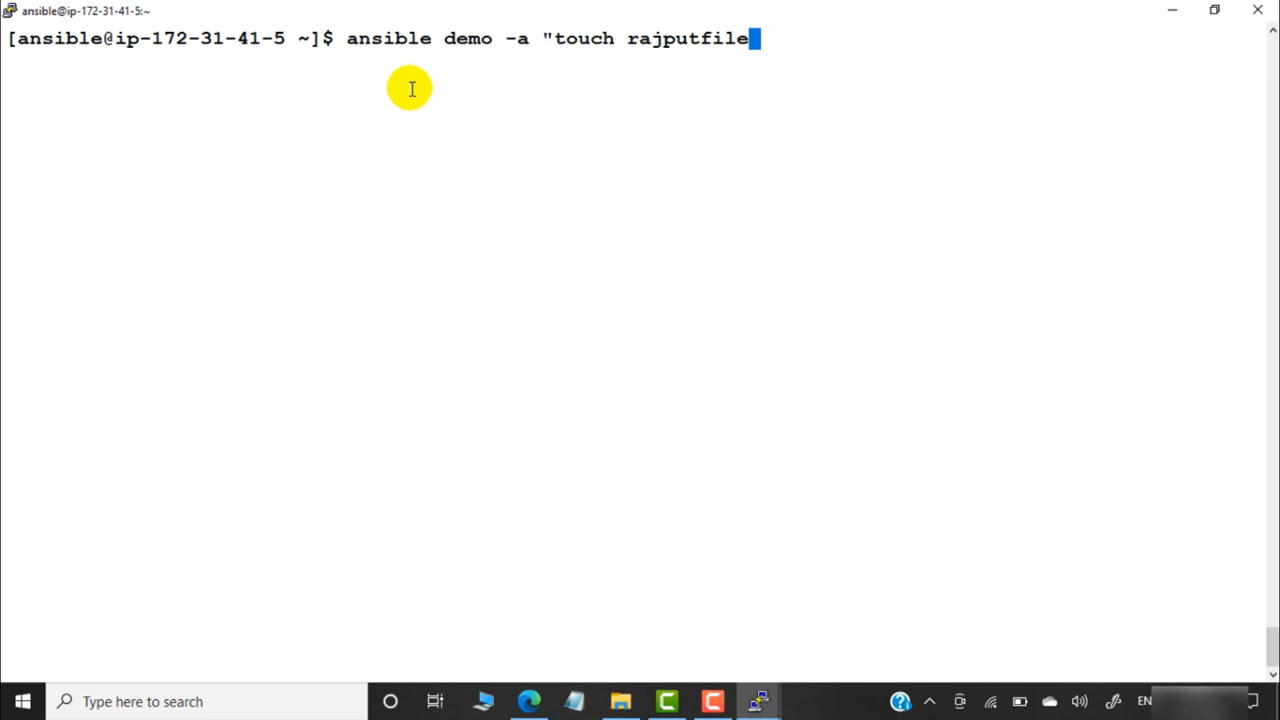 ansible@ip-172-31-41-5:~
[ansible@ip-172-31-41-5 ~]$ ansible demo -a "touch rajputfile
Type here to search
EN